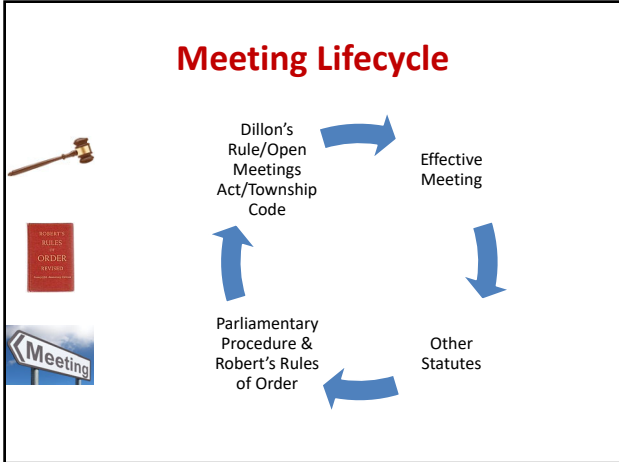 Meeting Lifecycle
Dillon's
Rule/Open
Meetings
Act/Township
Code
Effective
Meeting
ROBERT'S
RULES
OF
ORDER
REVISED
Parliamentary
Procedure &
Robert's Rules
of Order
Other
Statutes
Meeting